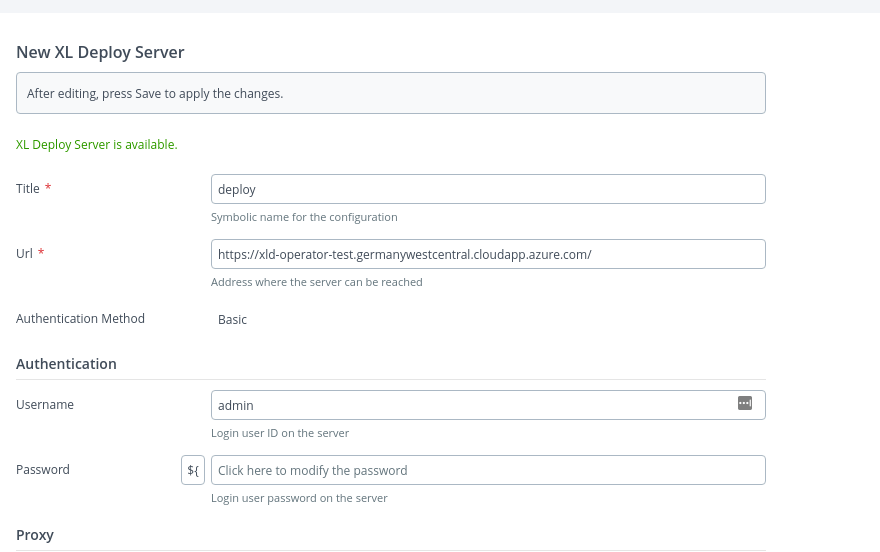 New XL Deploy Server
After editing, press Save to apply the changes.
XL Deploy Server is available.
Title *
deploy
Symbolic name for the configuration
Url *
https://xld-operator-test.germanywestcentral.cloudapp.azure.com/
Address where the server can be reached
Authentication Method
Basic
Authentication
Username
admin
Login user ID on the server
Password
${
Click here to modify the password
Login user password on the server
Proxy